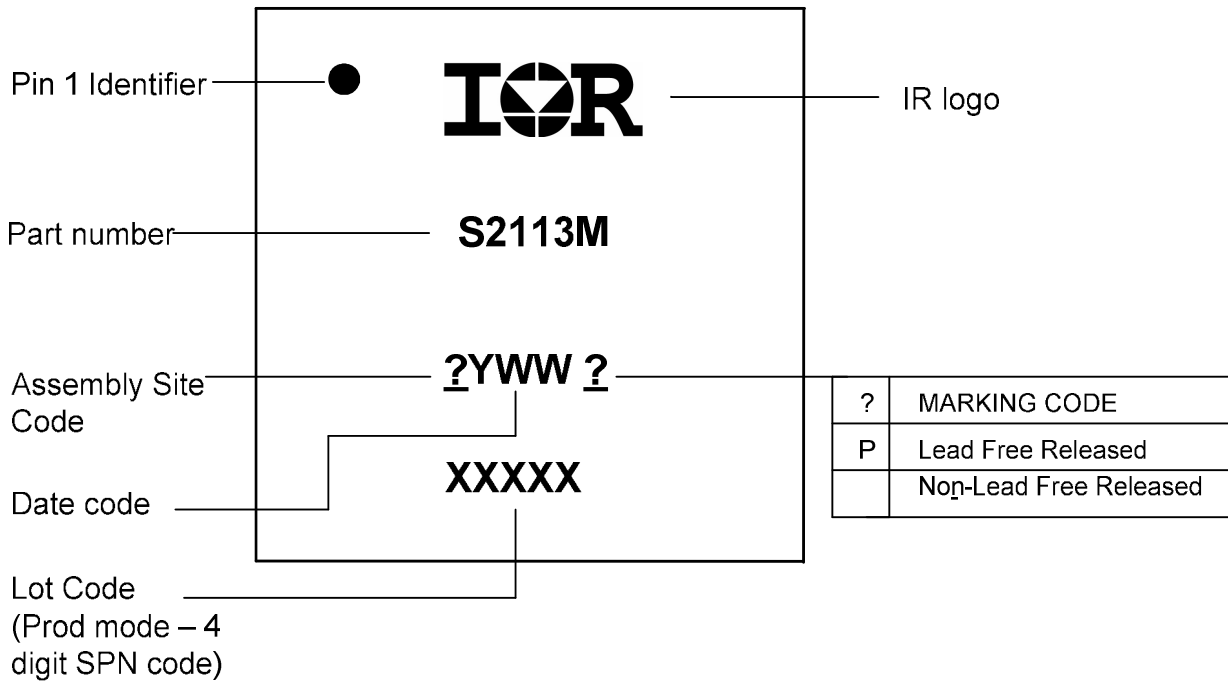 Pin 1 Identifier
IOR
IR logo
Part number
S2113M
Assembly Site
Code
?YWW ?
? MARKING CODE
P Lead Free Released
Non-Lead Free Released
Date code
XXXXX
Lot Code
(Prod mode – 4
digit SPN code)